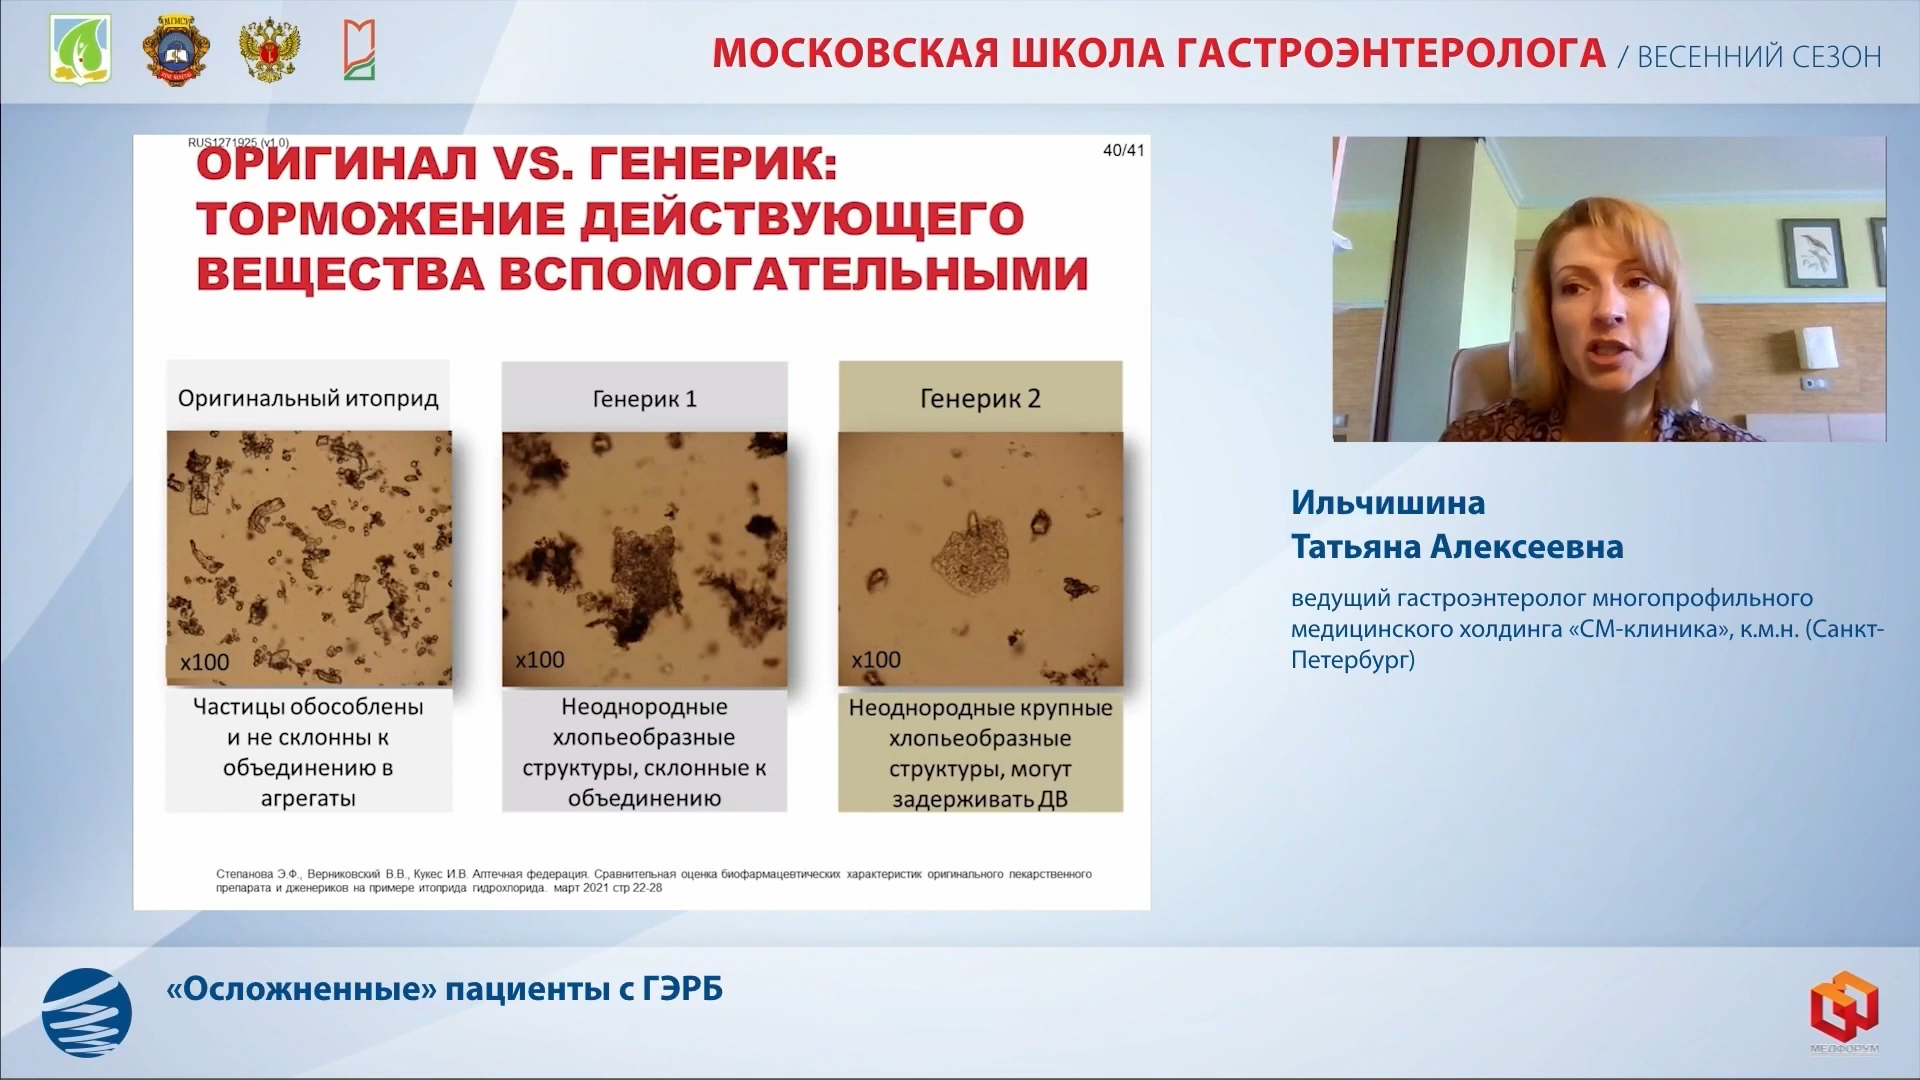 МОСКОВСКАЯ ШКОЛА ГАСТРОЭНТЕРОЛОГА / ВЕСЕННИЙ СЕЗОН
МГМСУ
RUS1271925 (v1.0)
40/41
ОРИГИНАЛ VS. ГЕНЕРИК:
ТОРМОЖЕНИЕ ДЕЙСТВУЮЩЕГО
ВЕЩЕСТВА ВСПОМОГАТЕЛЬНЫМИ
Оригинальный итоприд
x100
Частицы обособлены
и не склонны к
объединению в
агрегаты
Генерик 1
x100
Неоднородные
хлопьеобразные
структуры, склонные к
объединению
Генерик 2
x100
Неоднородные крупные
хлопьеобразные
структуры, могут
задерживать ДВ
Степанова Э.Ф., Верниковский В.В., Кукес И.В. Аптечная федерация. Сравнительная оценка биофармацевтических характеристик оригинального лекарственного
препарата и дженериков на примере итоприда гидрохлорида. март 2021 стр 22-28
Ильчишина
Татьяна Алексеевна
ведущий гастроэнтеролог многопрофильного
медицинского холдинга «СМ-клиника», к.м.н. (Санкт-
Петербург)
«Осложненные» пациенты с ГЭРБ
МЕДФОРУМ